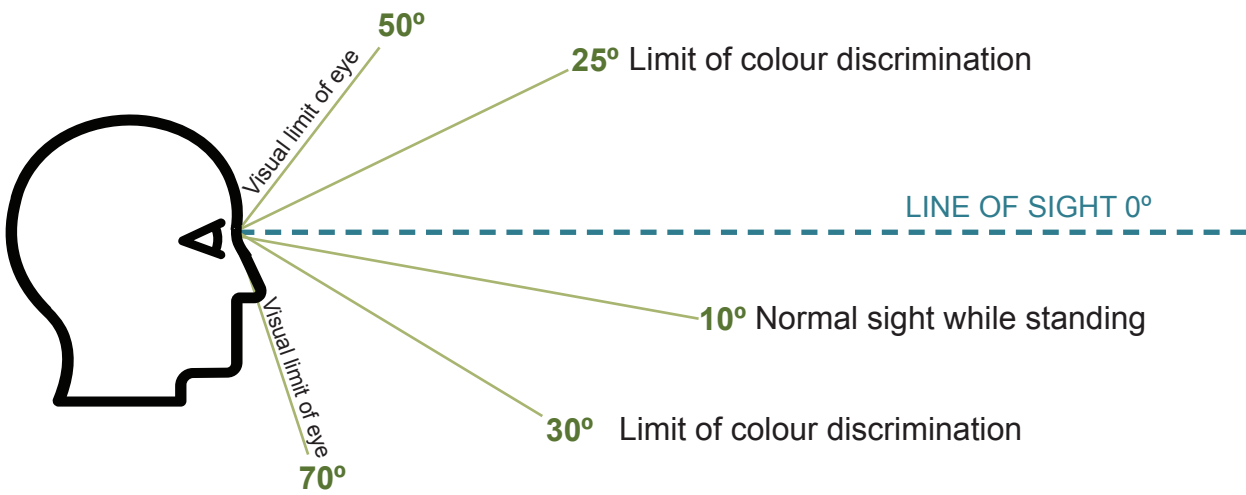 50º
Visual limit of eye
25º Limit of colour discrimination
LINE OF SIGHT 0º
10º Normal sight while standing
30º Limit of colour discrimination
Visual limit of eye
70º